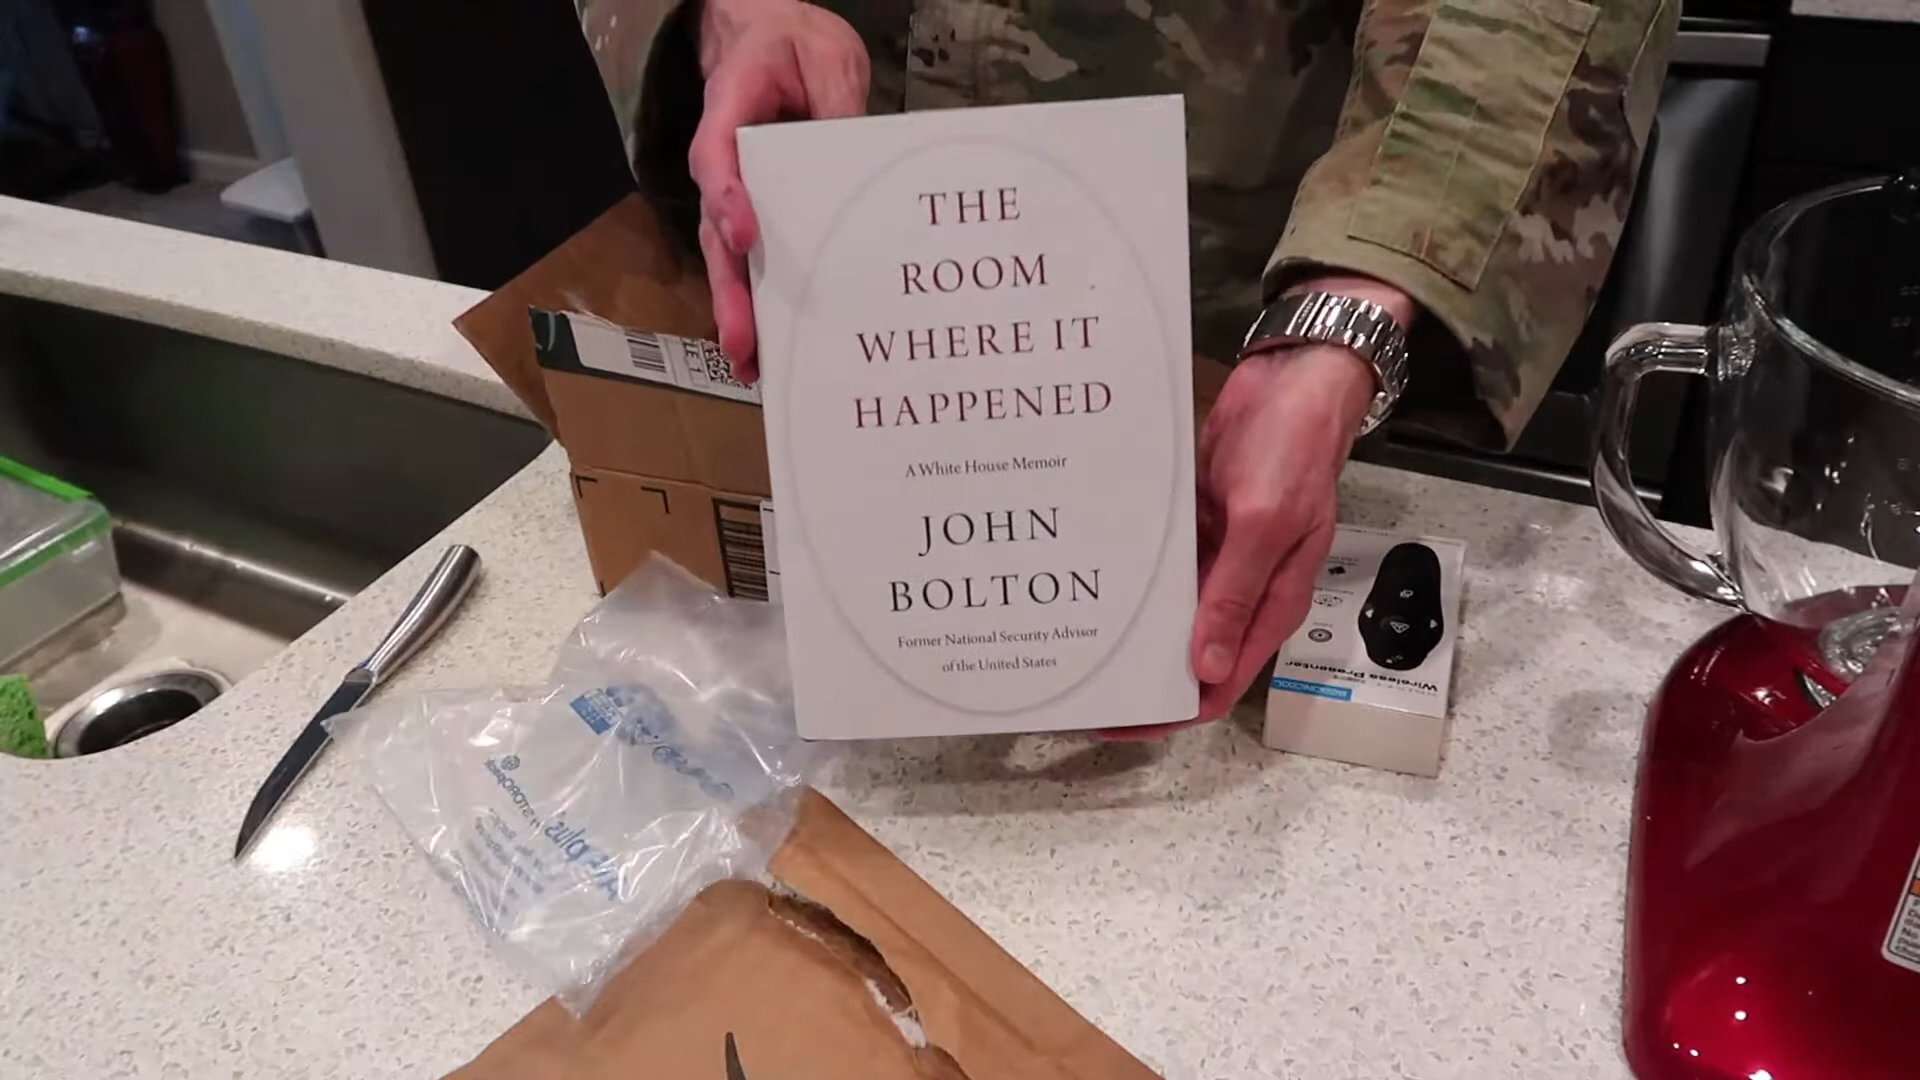 THE
ROOM
WHERE IT
HAPPENED
A White House Memoir
JOHN
BOLTON
Former National Security Advisor
of the United States
Wireless Presenter